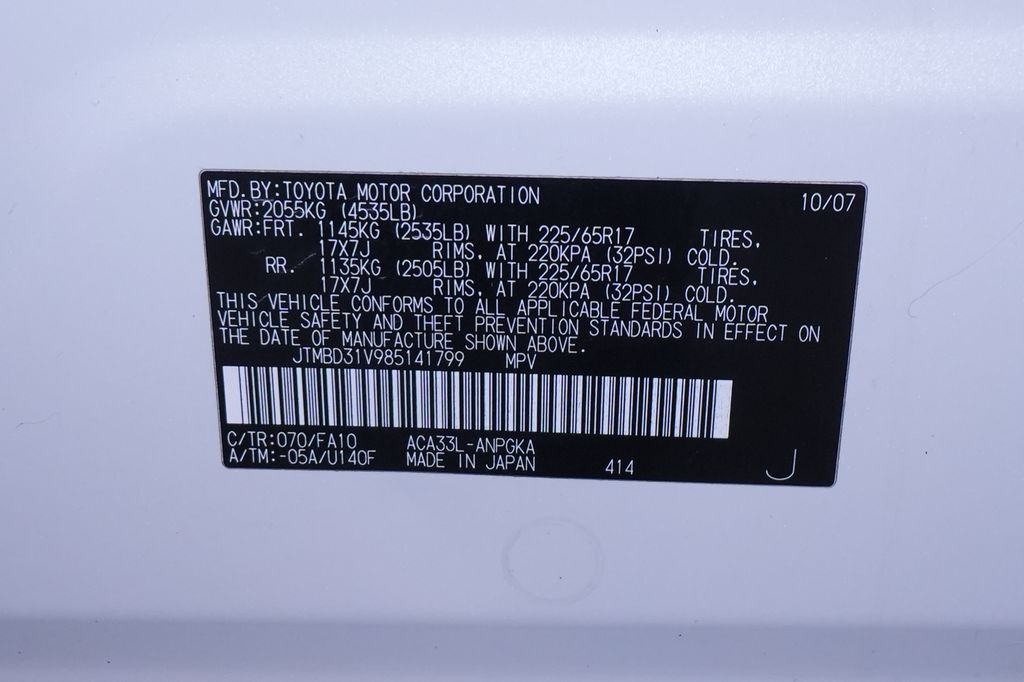 MFD.BY:TOYOTA MOTOR CORPORATION 10/07
GVWR:2055KG (4535LB)
GAWR:FRT. 1145KG (2535LB) WITH 225/65R17 TIRES,
17X7J RIMS, AT 220KPA (32PSI) COLD.
RR. 1135KG (2505LB) WITH 225/65R17 TIRES,
17X7J RIMS, AT 220KPA (32PSI) COLD.
THIS VEHICLE CONFORMS TO ALL APPLICABLE FEDERAL MOTOR
VEHICLE SAFETY AND THEFT PREVENTION STANDARDS IN EFFECT ON
THE DATE OF MANUFACTURE SHOWN ABOVE.
JTMBD31V985141799 MPV
C/TR:070/FA10 ACA33L-ANPGKA
A/TM:-05A/U140F MADE IN JAPAN 414 J